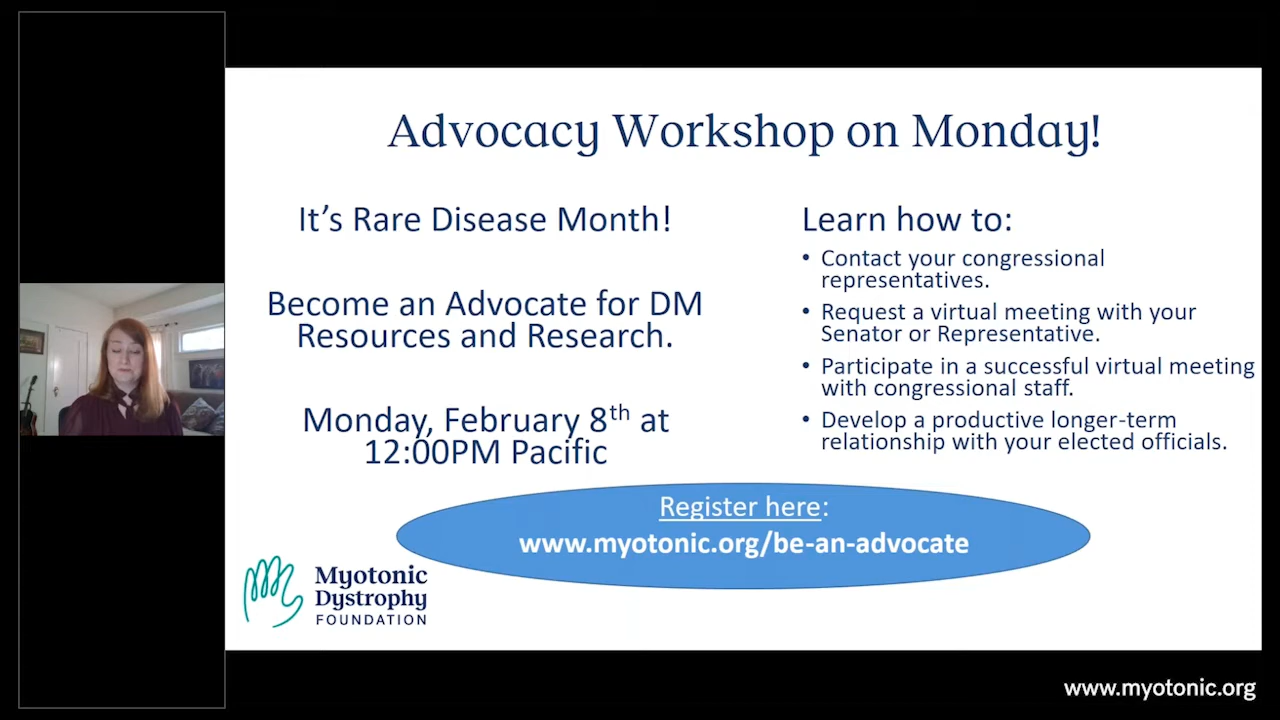 Advocacy Workshop on Monday!
It's Rare Disease Month!
Become an Advocate for DM
Resources and Research.
Monday, February 8th at
12:00PM Pacific
Learn how to:
• Contact your congressional
representatives.
• Request a virtual meeting with your
Senator or Representative.
• Participate in a successful virtual meeting
with congressional staff.
• Develop a productive longer-term
relationship with your elected officials.
Register here:
www.myotonic.org/be-an-advocate
Myotonic
Dystrophy
FOUNDATION
www.myotonic.org